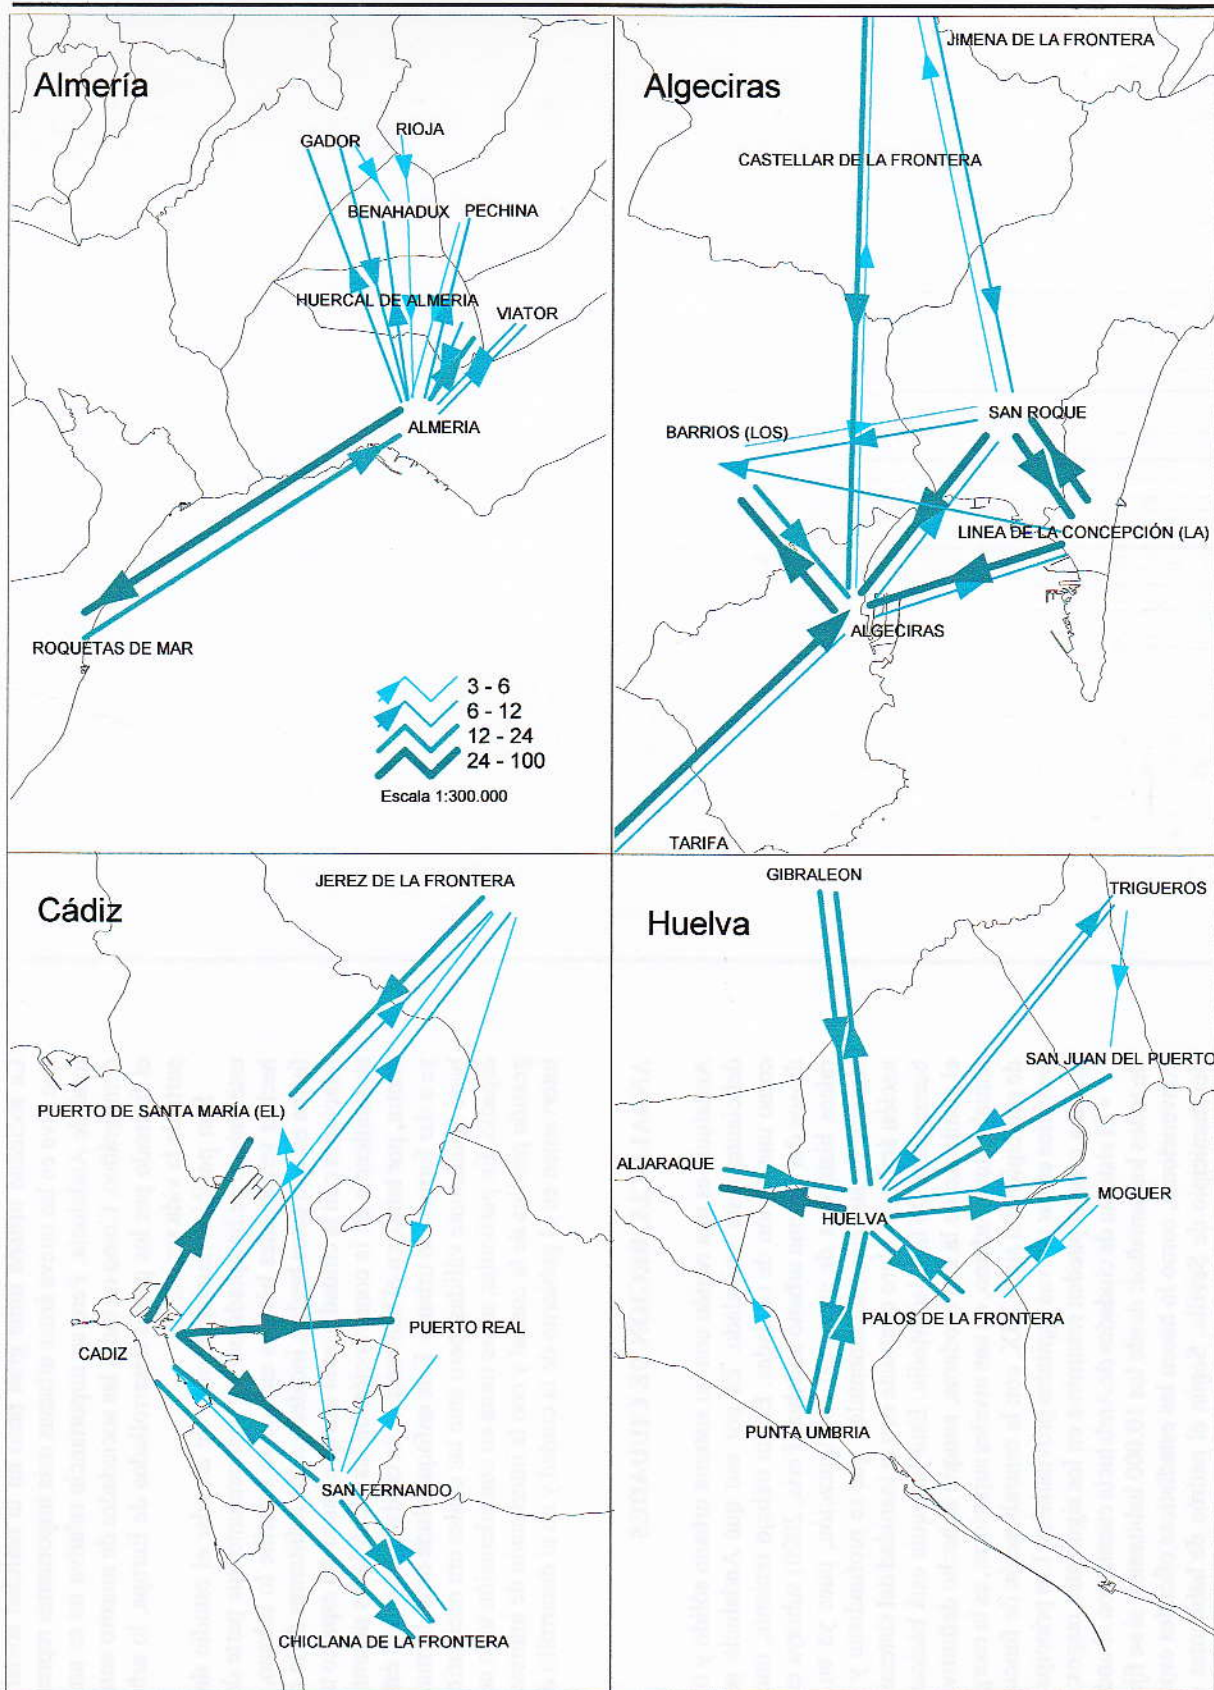 Almería
GADOR
RIOJA
BENAHADUX
PECHINA
HUERCAL DE ALMERIA
VIATOR
ALMERIA
ROQUETAS DE MAR
3 - 6
6 - 12
12 - 24
24 - 100
Escala 1:300.000
Algeciras
JIMENA DE LA FRONTERA
CASTELLAR DE LA FRONTERA
SAN ROQUE
BARRIOS (LOS)
LINEA DE LA CONCEPCIÓN (LA)
ALGECIRAS
TARIFA
Cádiz
JEREZ DE LA FRONTERA
PUERTO DE SANTA MARÍA (EL)
PUERTO REAL
CADIZ
SAN FERNANDO
CHICLANA DE LA FRONTERA
Huelva
GIBRALEON
TRIGUEROS
SAN JUAN DEL PUERTO
ALJARAQUE
MOGUER
HUELVA
PALOS DE LA FRONTERA
PUNTA UMBRIA